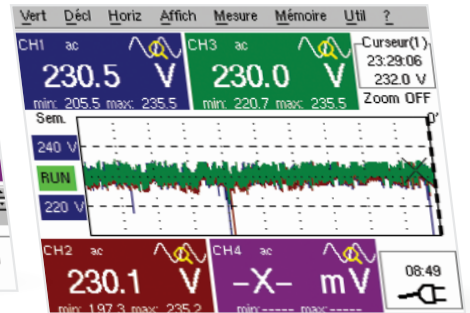 Vert Décl Horiz Affich Mesure Mémoire Util ?
CH1 ac
230.5 V
min: 205.5 max: 235.5
CH3 ac
230.0 V
min: 220.7 max: 235.5
Curseur(1)
23:29:06
232.0 V
Zoom OFF
Sem.
240 V
RUN
220 V
CH2 ac
230.1 V
min: 197.3 max: 235.2
CH4 ac
-X- mV
min:----- max:-----
08:49